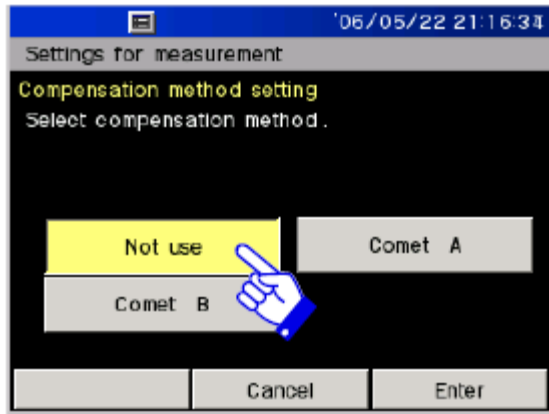 '06/05/22 21:16:34
Settings for measurement
Compensation method setting
Select compensation method.
Not use
Comet A
Comet B
Cancel
Enter